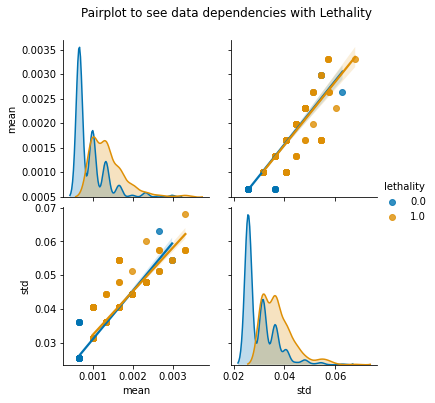 Pairplot to see data dependencies with Lethality
0.0035
0.0030
0.0025
0.0020
0.0015
0.0010
0.0005
mean
lethality
0.0
1.0
0.07
0.06
0.05
0.04
0.03
std
0.001 0.002 0.003
mean
0.02 0.04 0.06
std